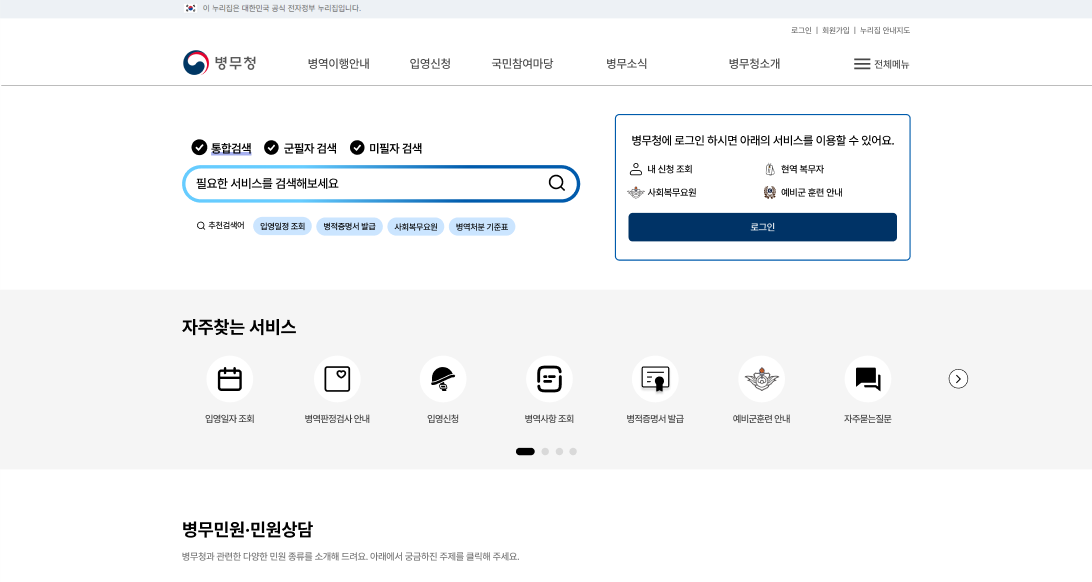 이 누리집은 대한민국 공식 전자정부 누리집입니다.
로그인 | 회원가입 | 누리집 안내지도
병무청 병역이행안내 입영신청 국민참여마당 병무소식 병무청소개 전체메뉴
통합검색 군필자 검색 미필자 검색
필요한 서비스를 검색해보세요
추천검색어 입영일정 조회 병적증명서 발급 사회복무요원 병역처분 기준표
병무청에 로그인 하시면 아래의 서비스를 이용할 수 있어요.
내 신청 조회 현역 복무자
사회복무요원 예비군 훈련 안내
로그인
자주찾는 서비스
입영일자 조회 병역판정검사 안내 입영신청 병역사항 조회 병적증명서 발급 예비군훈련 안내 자주묻는질문
병무민원·민원상담
병무청과 관련한 다양한 민원 종류를 소개해 드려요. 아래에서 궁금하진 주제를 클릭해 주세요.